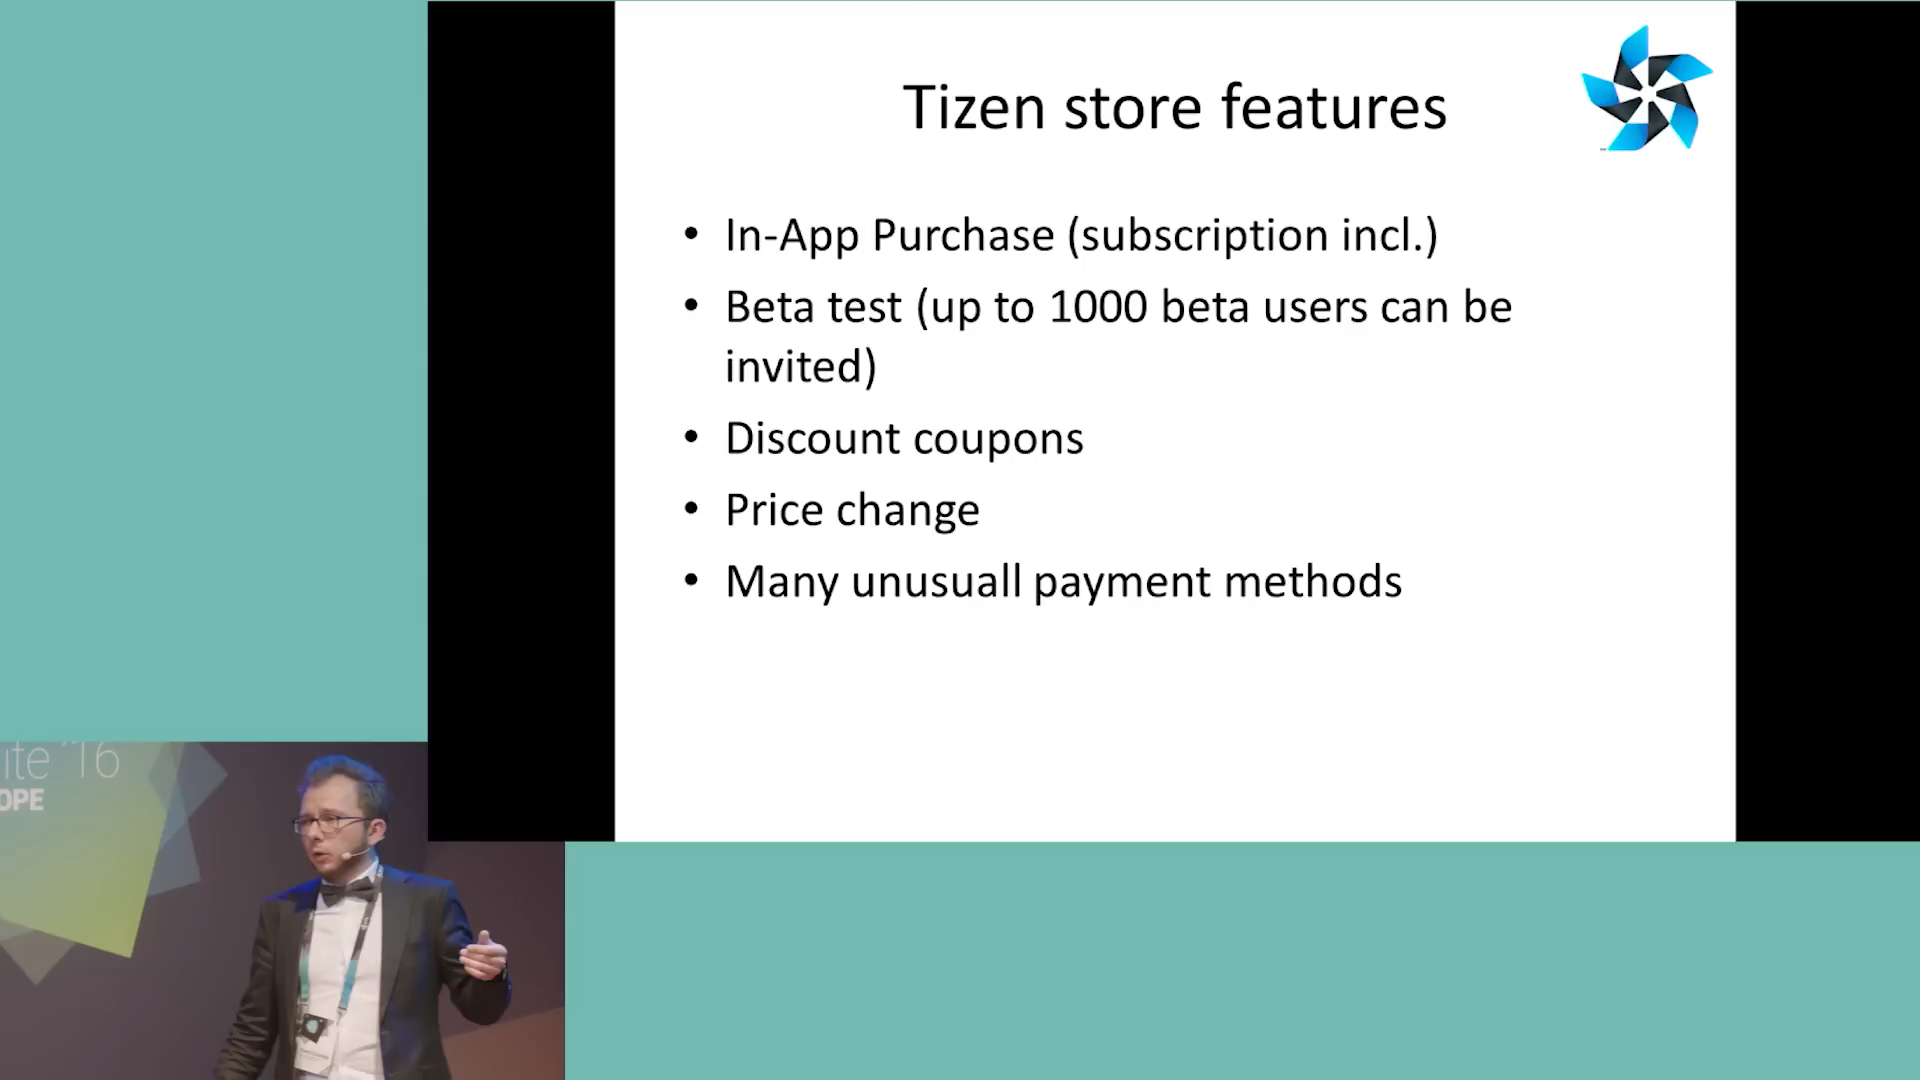 Tizen store features
• In-App Purchase (subscription incl.)
• Beta test (up to 1000 beta users can be
invited)
• Discount coupons
• Price change
• Many unusuall payment methods
ite '16
OPE